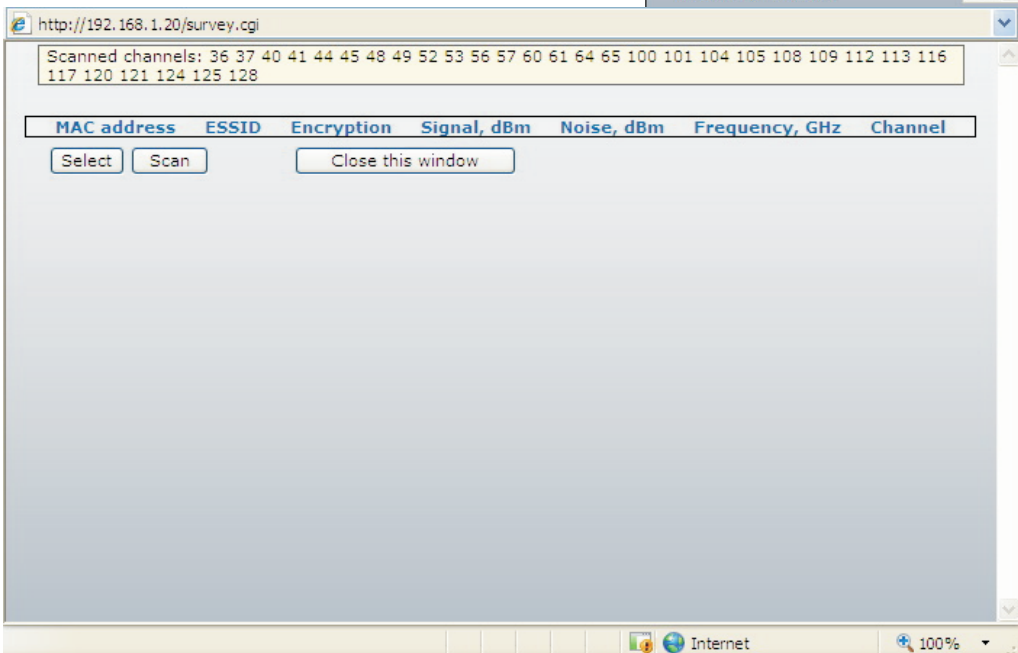 http://192.168.1.20/survey.cgi
Scanned channels: 36 37 40 41 44 45 48 49 52 53 56 57 60 61 64 65 100 101 104 105 108 109 112 113 116
117 120 121 124 125 128
MAC address ESSID Encryption Signal, dBm Noise, dBm Frequency, GHz Channel
Select Scan Close this window
Internet 100%